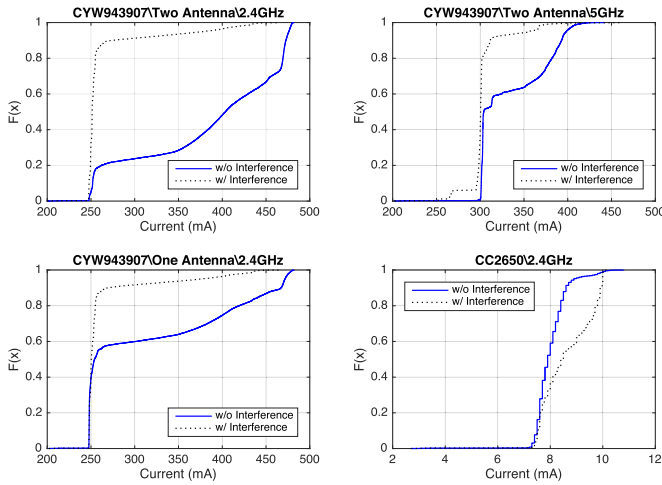 CYW943907\Two Antenna\2.4GHz
F(x)
1
0.8
0.6
0.4
0.2
0
w/o Interference
w/ Interference
200 250 300 350 400 450 500
Current (mA)
CYW943907\Two Antenna\5GHz
F(x)
1
0.8
0.6
0.4
0.2
0
w/o Interference
w/ Interference
200 250 300 350 400 450 500
Current (mA)
CYW943907\One Antenna\2.4GHz
F(x)
1
0.8
0.6
0.4
0.2
0
w/o Interference
w/ Interference
200 250 300 350 400 450 500
Current (mA)
CC2650\2.4GHz
F(x)
1
0.8
0.6
0.4
0.2
0
w/o Interference
w/ Interference
2 4 6 8 10 12
Current (mA)